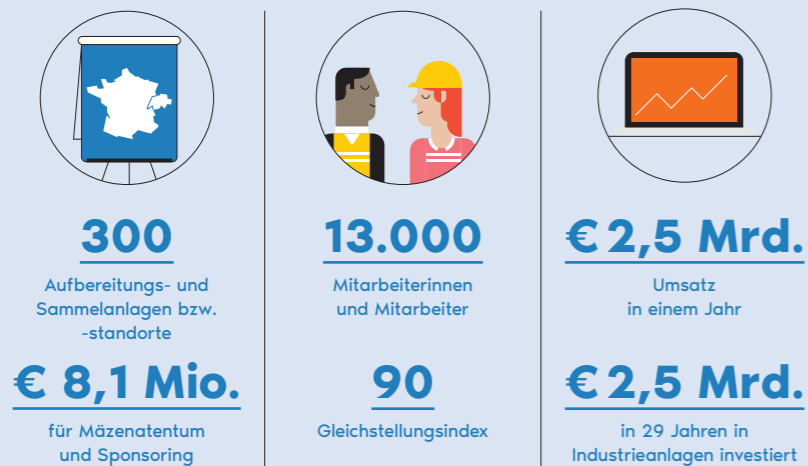 300
Aufbereitungs- und
Sammelanlagen bzw.
-standorte
€ 8,1 Mio.
für Mäzenatentum
und Sponsoring
13.000
Mitarbeiterinnen
und Mitarbeiter
90
Gleichstellungsindex
€ 2,5 Mrd.
Umsatz
in einem Jahr
€ 2,5 Mrd.
in 29 Jahren in
Industrieanlagen investiert